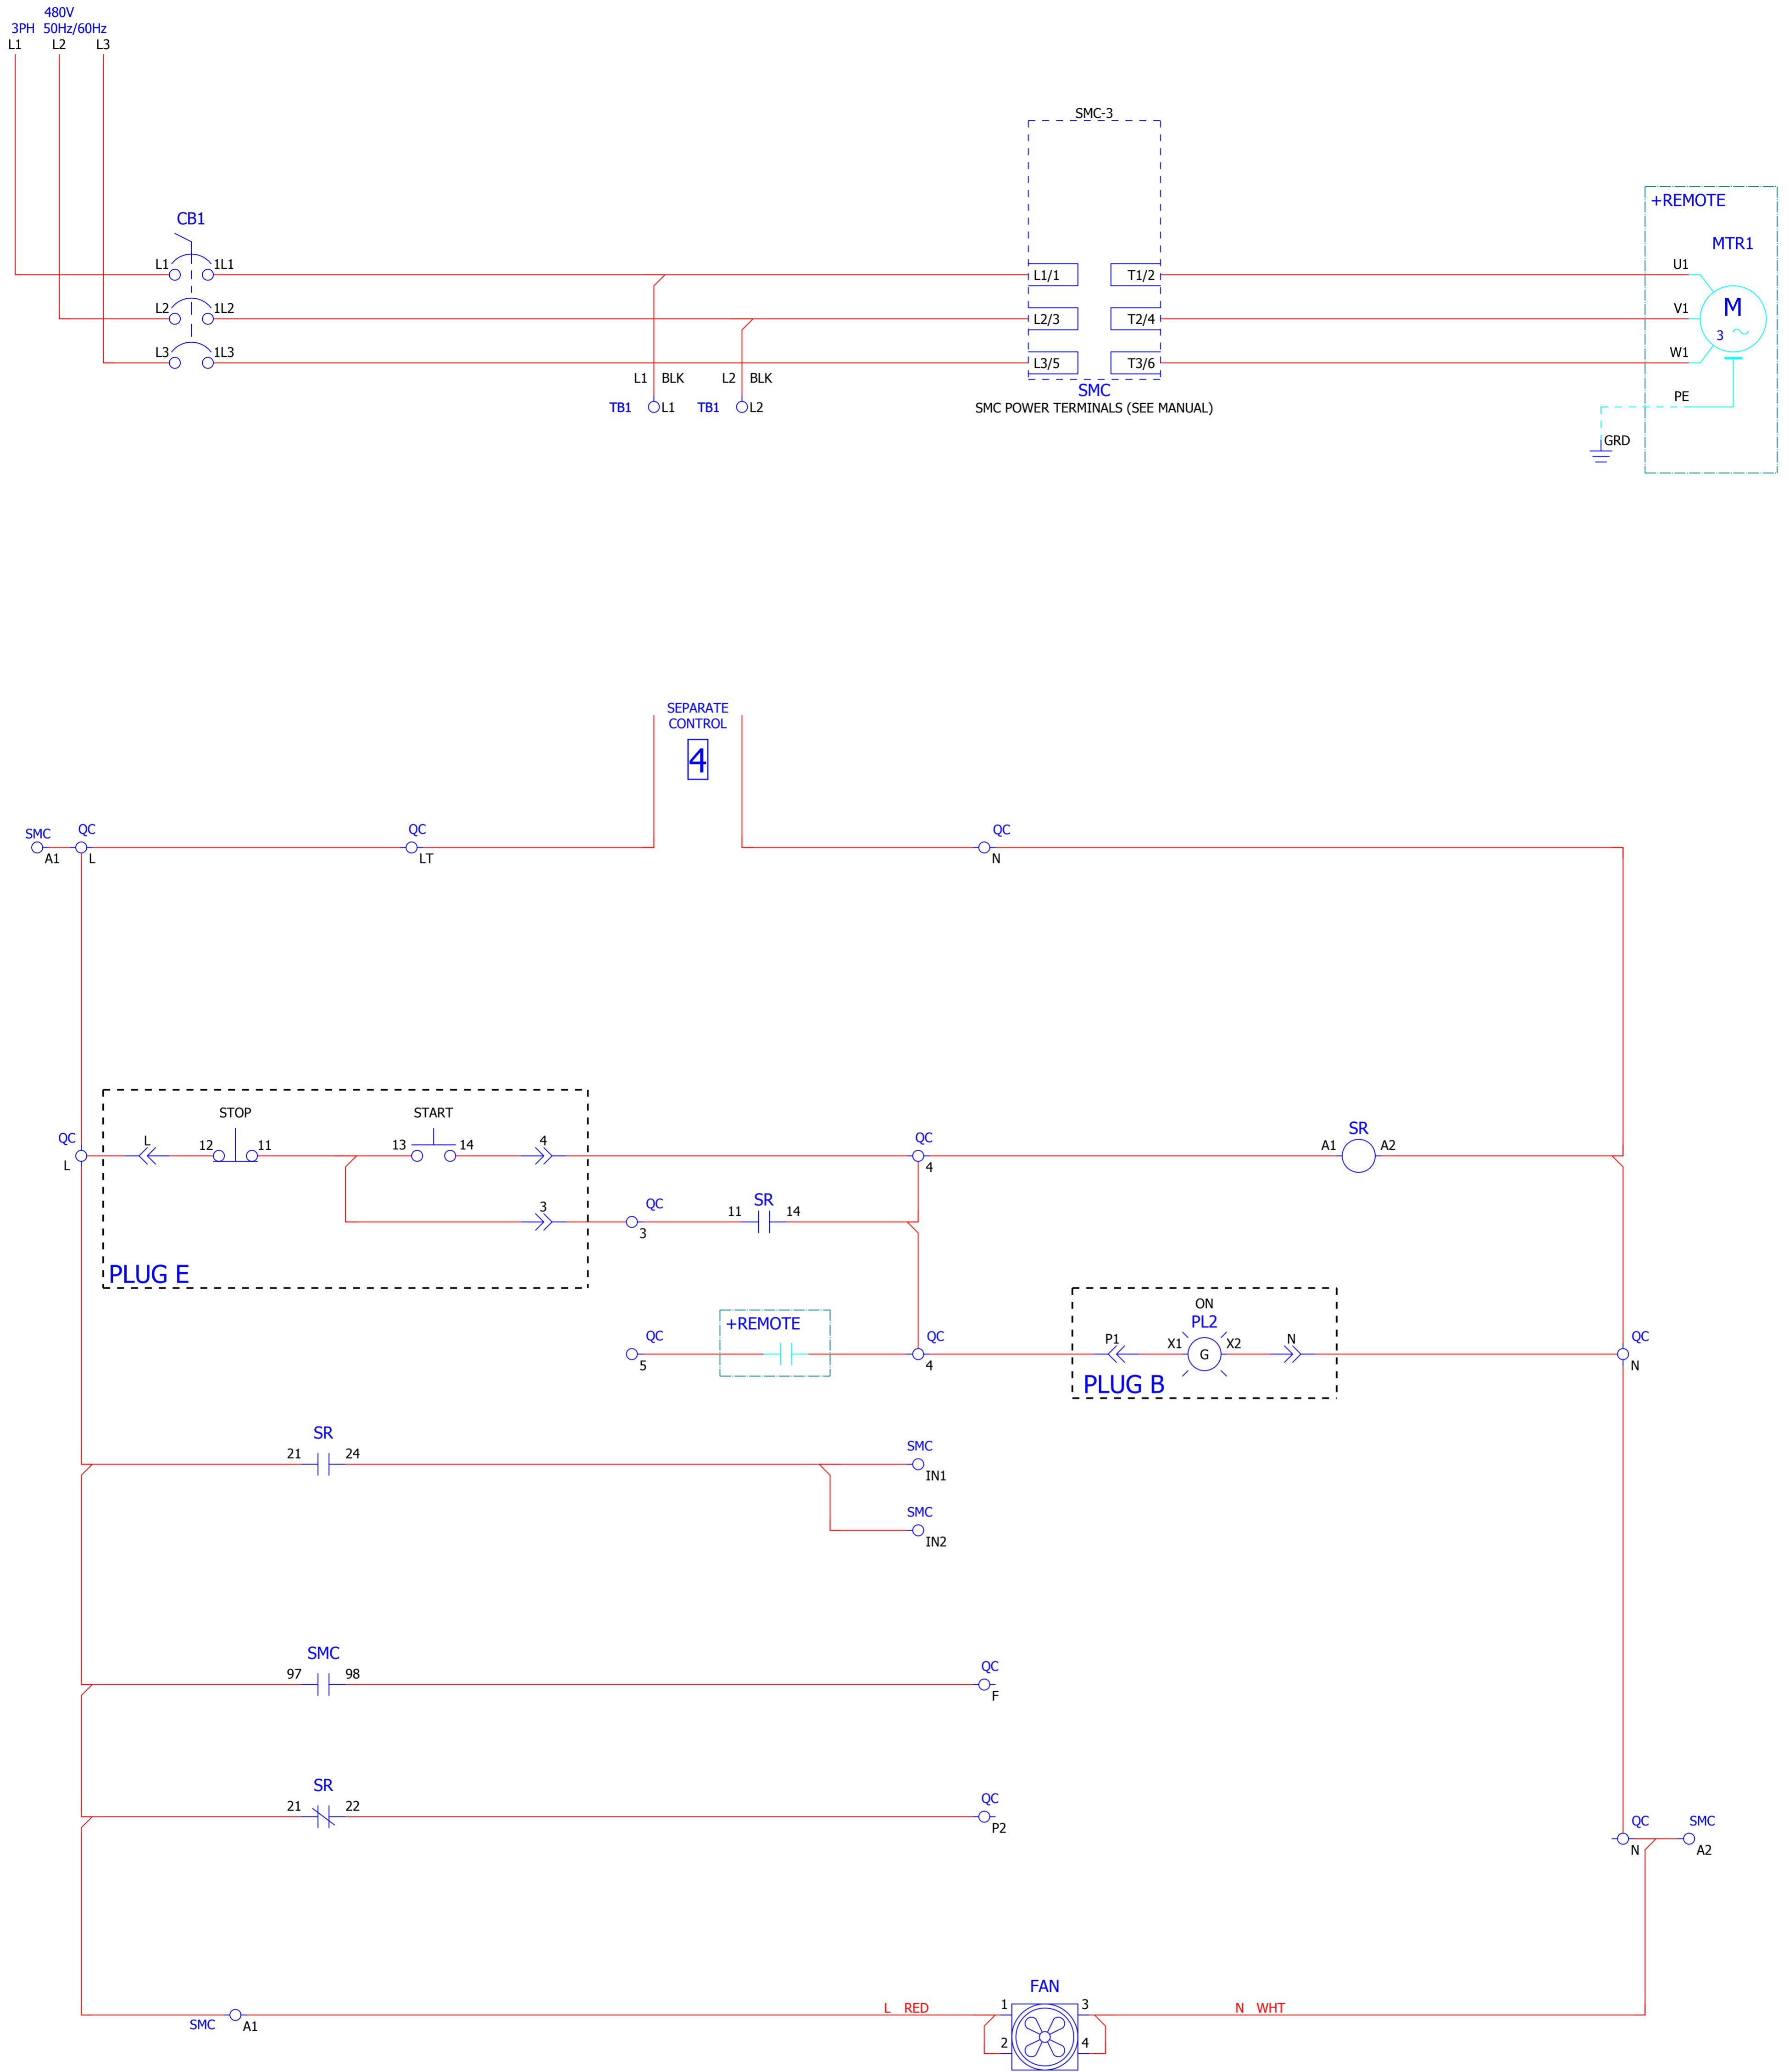 480V
3PH 50Hz/60Hz
L1 L2 L3
SMC-3
+REMOTE
CB1
MTR1
L1 1L1
L1/1 T1/2
U1
L2 1L2
L2/3 T2/4
V1
M
3
L3 1L3
L3/5 T3/6
W1
L1 BLK L2 BLK
SMC
PE
TB1 L1 TB1 L2
SMC POWER TERMINALS (SEE MANUAL)
GRD
SEPARATE
CONTROL
4
SMC QC QC QC
A1 L LT N
STOP START
QC L 12 11 13 14 4 QC A1 SR A2
L 4
3 QC 11 SR 14
3
PLUG E
ON
+REMOTE
PL2
QC QC P1 X1 G X2 N QC
5 4 N
PLUG B
SR
21 24
SMC
IN1
SMC
IN2
SMC
97 98
QC
F
SR
21 22
QC
P2
QC SMC
N A2
FAN
L RED 1 3 N WHT
SMC A1
2 4